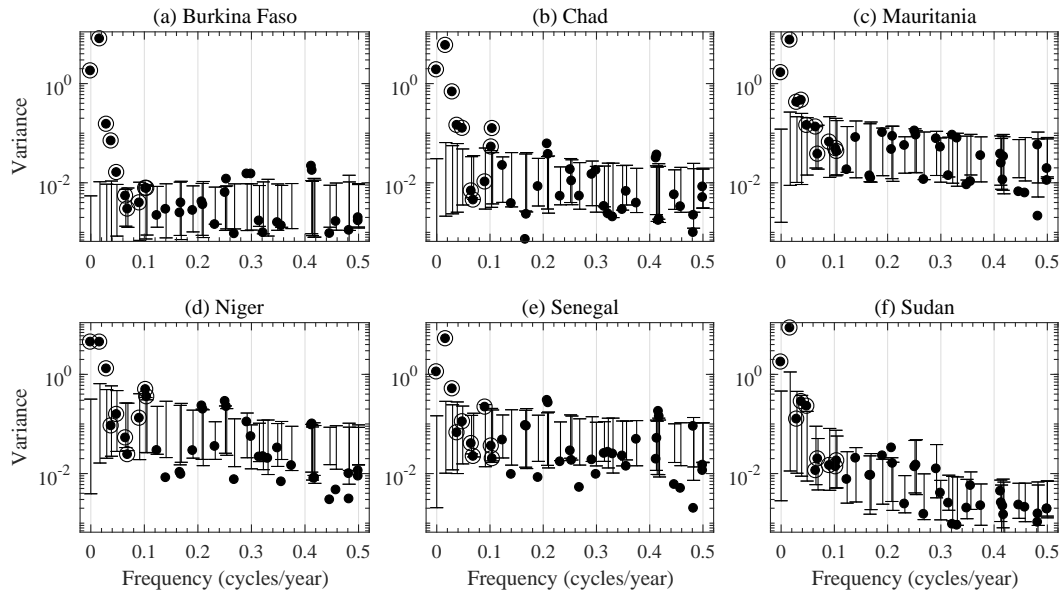 (a) Burkina Faso
(b) Chad
(c) Mauritania
Variance
10^0
10^-2
0 0.1 0.2 0.3 0.4 0.5
10^0
10^-2
0 0.1 0.2 0.3 0.4 0.5
10^0
10^-2
0 0.1 0.2 0.3 0.4 0.5
(d) Niger
(e) Senegal
(f) Sudan
Variance
10^0
10^-2
0 0.1 0.2 0.3 0.4 0.5
Frequency (cycles/year)
10^0
10^-2
0 0.1 0.2 0.3 0.4 0.5
Frequency (cycles/year)
10^0
10^-2
0 0.1 0.2 0.3 0.4 0.5
Frequency (cycles/year)